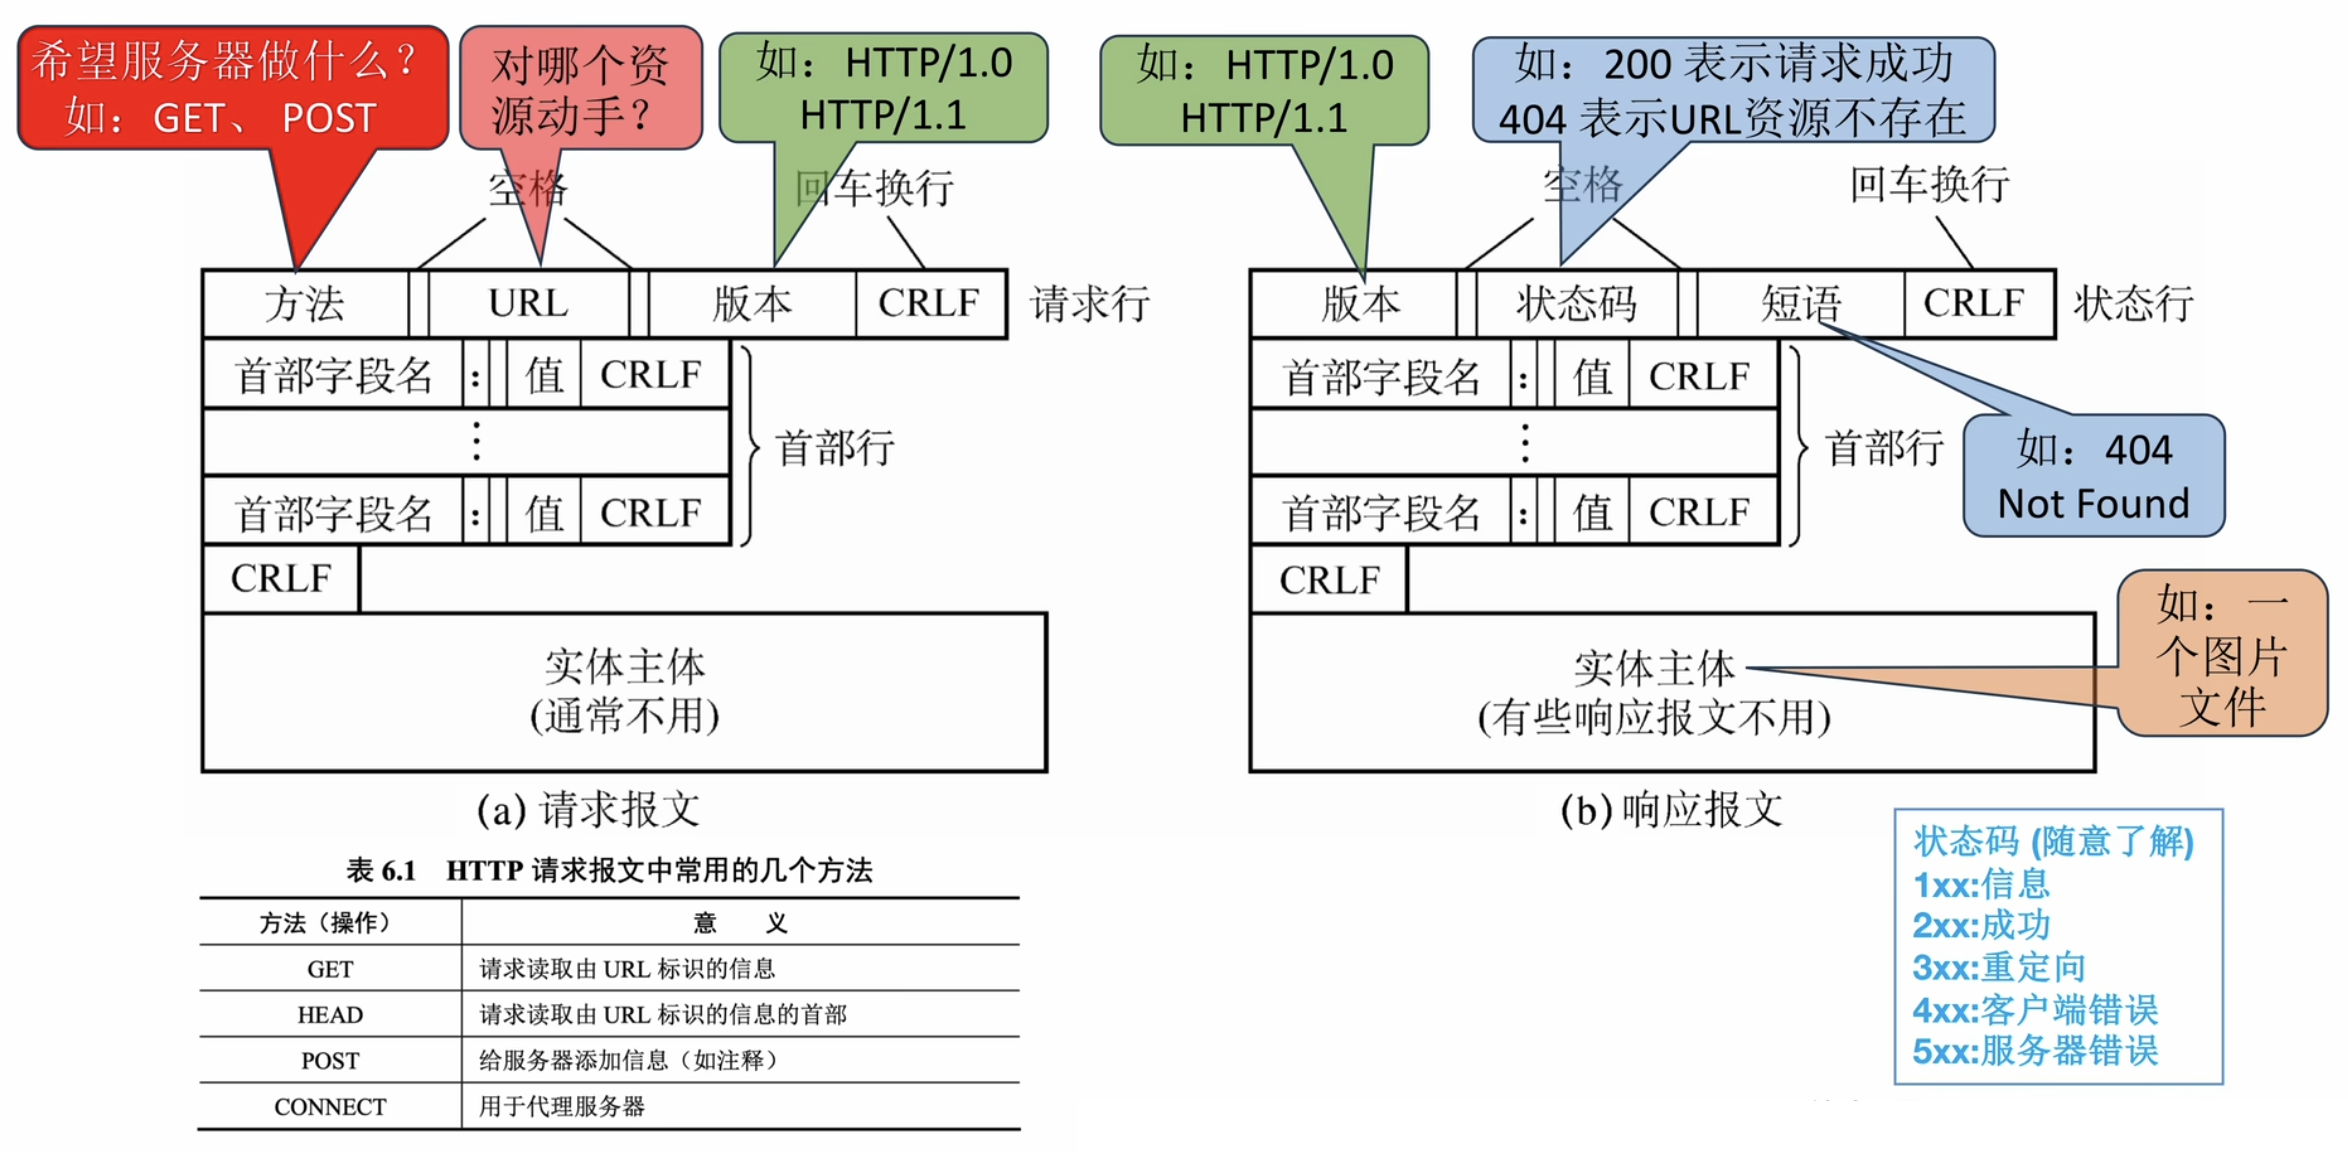 希望服务器做什么？
如：GET、 POST
对哪个资
源动手？
如：HTTP/1.0
HTTP/1.1
空格
回车换行
方法 URL 版本 CRLF 请求行
首部字段名 : 值 CRLF
⋮
首部行
首部字段名 : 值 CRLF
CRLF
实体主体
(通常不用)
(a) 请求报文
如：HTTP/1.0
HTTP/1.1
如：200 表示请求成功
404 表示URL资源不存在
空格
回车换行
版本 状态码 短语 CRLF 状态行
首部字段名 : 值 CRLF
⋮
首部行
首部字段名 : 值 CRLF
如：404
Not Found
CRLF
实体主体
(有些响应报文不用)
如：一
个图片
文件
(b) 响应报文
表 6.1 HTTP 请求报文中常用的几个方法
方法（操作） 意 义
GET 请求读取由 URL 标识的信息
HEAD 请求读取由 URL 标识的信息的首部
POST 给服务器添加信息（如注释）
CONNECT 用于代理服务器
状态码 (随意了解)
1xx:信息
2xx:成功
3xx:重定向
4xx:客户端错误
5xx:服务器错误